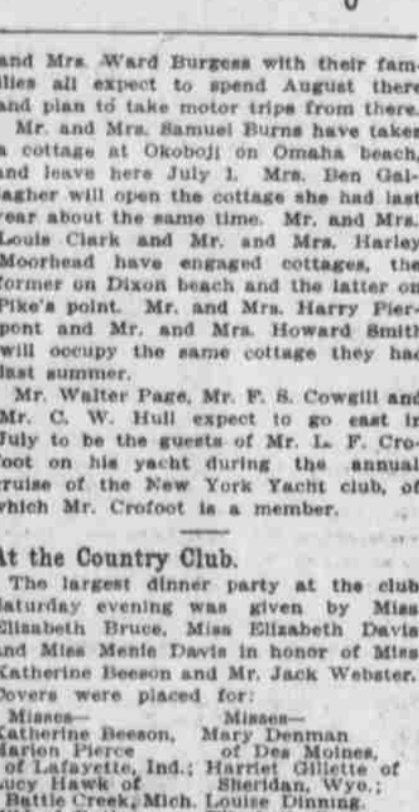 and Mrs. Ward Burgess with their fam-
ilies all expect to spend August there
and plan to take motor trips from there.
Mr. and Mrs. Samuel Burns have taken
a cottage at Okoboji on Omaha beach,
and leave here July 1. Mrs. Ben Gal-
lagher will open the cottage she had last
year about the same time. Mr. and Mrs.
Louis Clark and Mr. and Mrs. Harley
Moorhead have engaged cottages, the
former on Dixon beach and the latter on
Pike's point. Mr. and Mrs. Harry Pier-
pont and Mr. and Mrs. Howard Smith
will occupy the same cottage they had
last summer.
Mr. Walter Page, Mr. F. S. Cowgill and
Mr. C. W. Hull expect to go east in
July to be the guests of Mr. L. F. Cro-
foot on his yacht during the annual
cruise of the New York Yacht club, of
which Mr. Crofoot is a member.
At the Country Club.
The largest dinner party at the club
Saturday evening was given by Miss
Elisabeth Bruce, Miss Elizabeth Davis
and Miss Menie Davis in honor of Miss
Katherine Beeson and Mr. Jack Webster.
Covers were placed for:
Misses—
Katherine Beeson,
Marion Pierce
of Lafayette, Ind.;
Lucy Hawk of
Battle Creek, Mich.
Misses—
Mary Denman
of Des Moines,
Harriet Gillette of
Sheridan, Wyo.;
Louise Dinning.